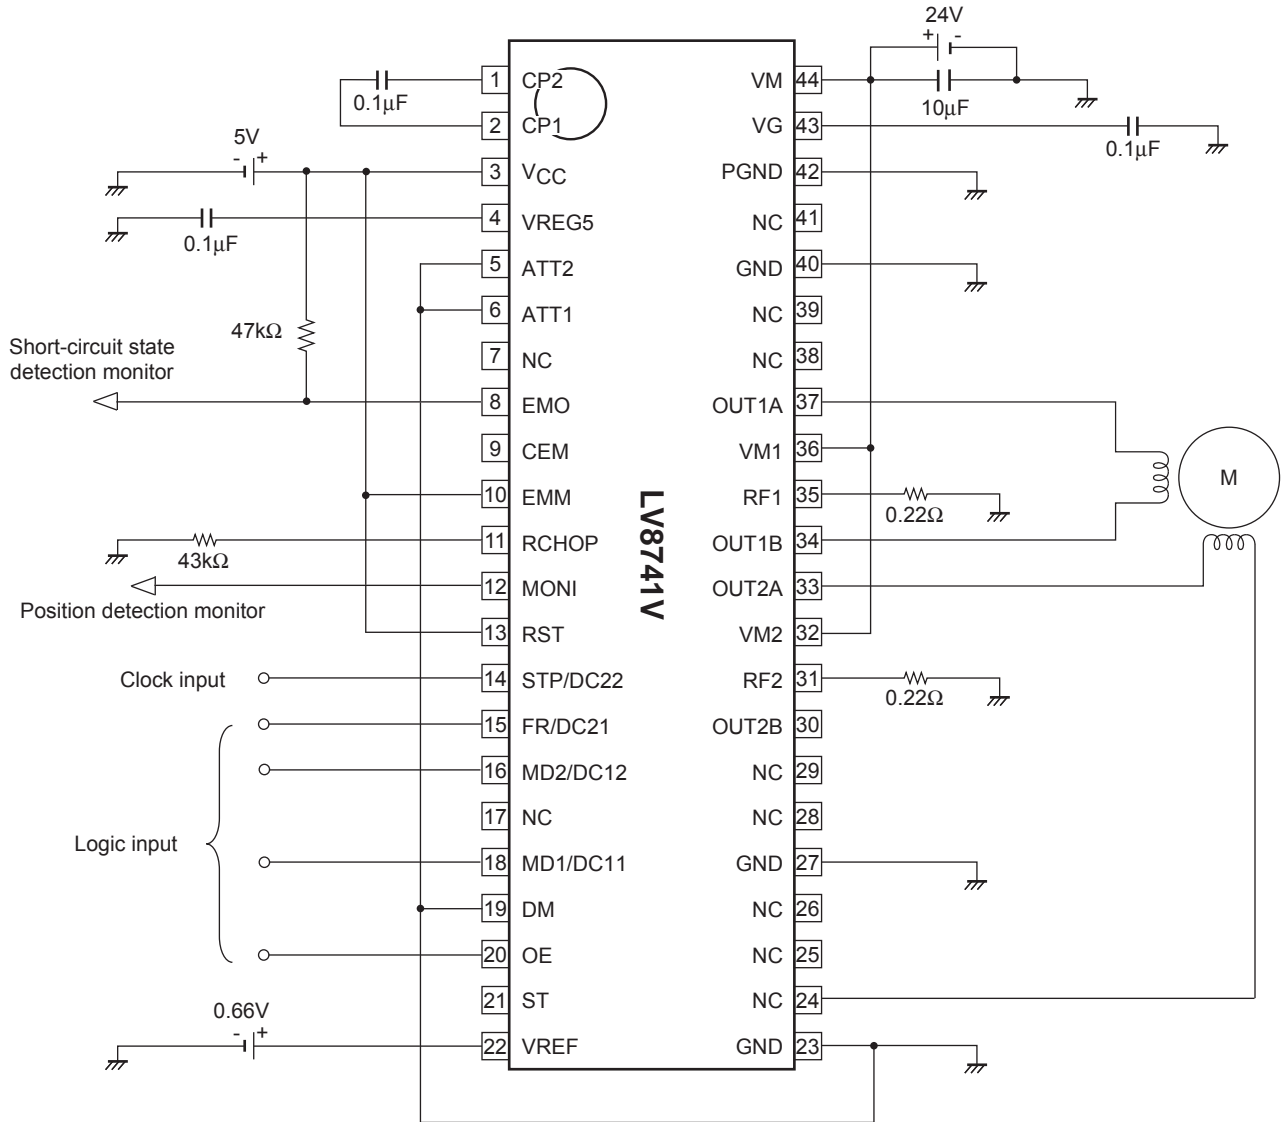 24V
+ -
1 CP2 VM 44
0.1μF 10μF
2 CP1 VG 43
5V 0.1μF
- +
3 VCC PGND 42
4 VREG5 NC 41
0.1μF
5 ATT2 GND 40
6 ATT1 NC 39
47kΩ
Short-circuit state
detection monitor
7 NC NC 38
8 EMO OUT1A 37
9 CEM VM1 36
M
10 EMM RF1 35
0.22Ω
LV8741V
11 RCHOP OUT1B 34
43kΩ
12 MONI OUT2A 33
Position detection monitor
13 RST VM2 32
Clock input
14 STP/DC22 RF2 31
0.22Ω
15 FR/DC21 OUT2B 30
16 MD2/DC12 NC 29
17 NC NC 28
Logic input
18 MD1/DC11 GND 27
19 DM NC 26
20 OE NC 25
21 ST NC 24
0.66V
- +
22 VREF GND 23